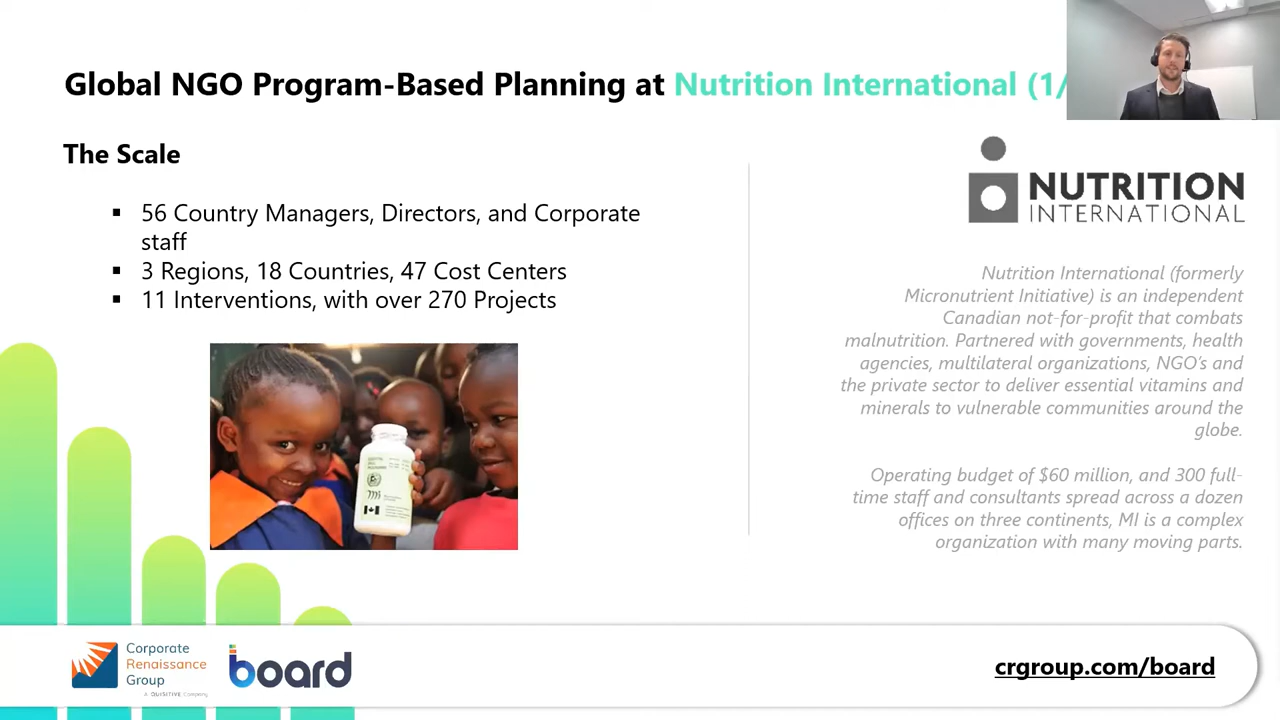 Global NGO Program-Based Planning at Nutrition International (1/
The Scale
▪ 56 Country Managers, Directors, and Corporate
staff
▪ 3 Regions, 18 Countries, 47 Cost Centers
▪ 11 Interventions, with over 270 Projects
NUTRITION
INTERNATIONAL
Nutrition International (formerly
Micronutrient Initiative) is an independent
Canadian not-for-profit that combats
malnutrition. Partnered with governments, health
agencies, multilateral organizations, NGO's and
the private sector to deliver essential vitamins and
minerals to vulnerable communities around the
globe.
Operating budget of $60 million, and 300 full-
time staff and consultants spread across a dozen
offices on three continents, MI is a complex
organization with many moving parts.
Corporate
Renaissance
Group
A QUISITIVE Company
board
crgroup.com/board